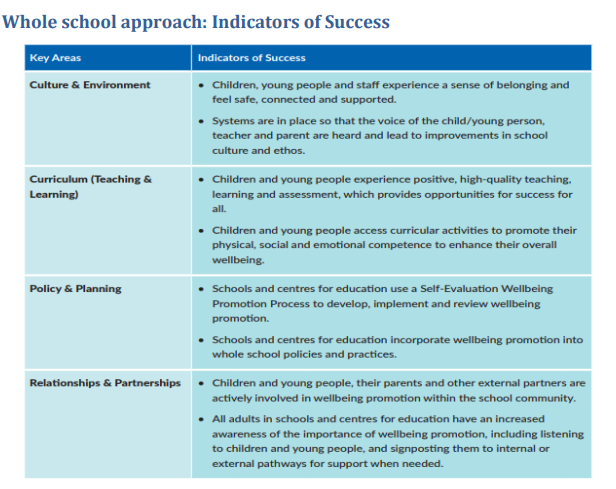 Whole school approach: Indicators of Success
Key Areas
Indicators of Success
Culture & Environment
• Children, young people and staff experience a sense of belonging and
feel safe, connected and supported.
• Systems are in place so that the voice of the child/young person,
teacher and parent are heard and lead to improvements in school
culture and ethos.
Curriculum (Teaching &
Learning)
• Children and young people experience positive, high-quality teaching,
learning and assessment, which provides opportunities for success for
all.
• Children and young people access curricular activities to promote their
physical, social and emotional competence to enhance their overall
wellbeing.
Policy & Planning
• Schools and centres for education use a Self-Evaluation Wellbeing
Promotion Process to develop, implement and review wellbeing
promotion.
• Schools and centres for education incorporate wellbeing promotion into
whole school policies and practices.
Relationships & Partnerships
• Children and young people, their parents and other external partners are
actively involved in wellbeing promotion within the school community.
• All adults in schools and centres for education have an increased
awareness of the importance of wellbeing promotion, including listening
to children and young people, and signposting them to internal or
external pathways for support when needed.